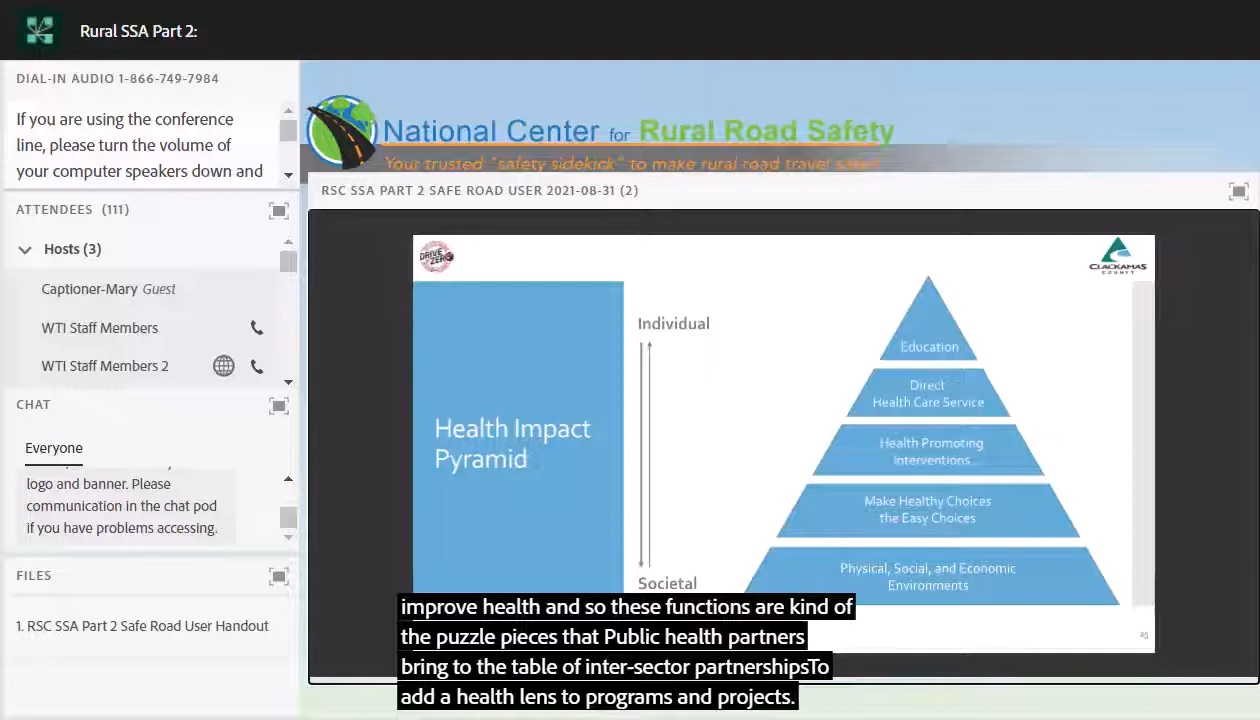 Rural SSA Part 2:
DIAL-IN AUDIO 1-866-749-7984
If you are using the conference
line, please turn the volume of
your computer speakers down and
ATTENDEES (111)
Hosts (3)
Captioner-Mary Guest
WTI Staff Members
WTI Staff Members 2
CHAT
Everyone
logo and banner. Please
communication in the chat pod
if you have problems accessing.
FILES
1. RSC SSA Part 2 Safe Road User Handout
National Center for Rural Road Safety
Your trusted "safety sidekick" to make rural road travel safer
RSC SSA PART 2 SAFE ROAD USER 2021-08-31 (2)
DRIVE TO ZERO
CLACKAMAS
COUNTY
Health Impact
Pyramid
Individual
Societal
Education
Direct
Health Care Service
Health Promoting
Interventions
Make Healthy Choices
the Easy Choices
Physical, Social, and Economic
Environments
25
improve health and so these functions are kind of
the puzzle pieces that Public health partners
bring to the table of inter-sector partnershipsTo
add a health lens to programs and projects.